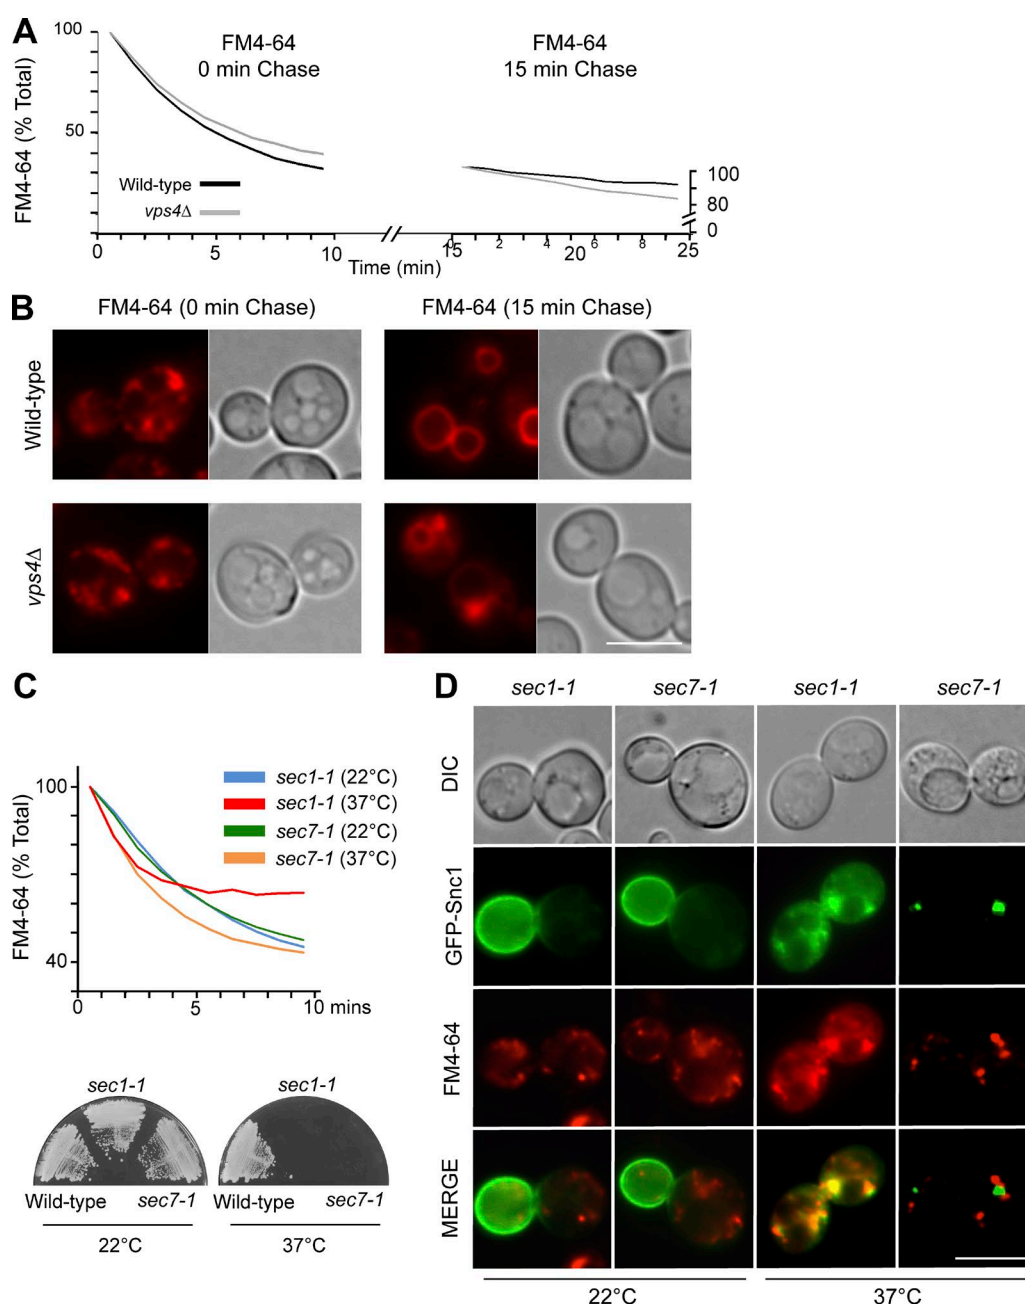 A
FM4-64
0 min Chase
FM4-64
15 min Chase
FM4-64 (% Total)
100
50
Wild-type
vps4Δ
0
5
10
15
20
25
0
2
4
6
8
100
80
0
Time (min)
B
FM4-64 (0 min Chase)
FM4-64 (15 min Chase)
Wild-type
vps4Δ
C
FM4-64 (% Total)
100
40
sec1-1 (22°C)
sec1-1 (37°C)
sec7-1 (22°C)
sec7-1 (37°C)
0
5
10 mins
sec1-1
sec1-1
Wild-type
sec7-1
Wild-type
sec7-1
22°C
37°C
D
sec1-1
sec7-1
sec1-1
sec7-1
DIC
GFP-Snc1
FM4-64
MERGE
22°C
37°C